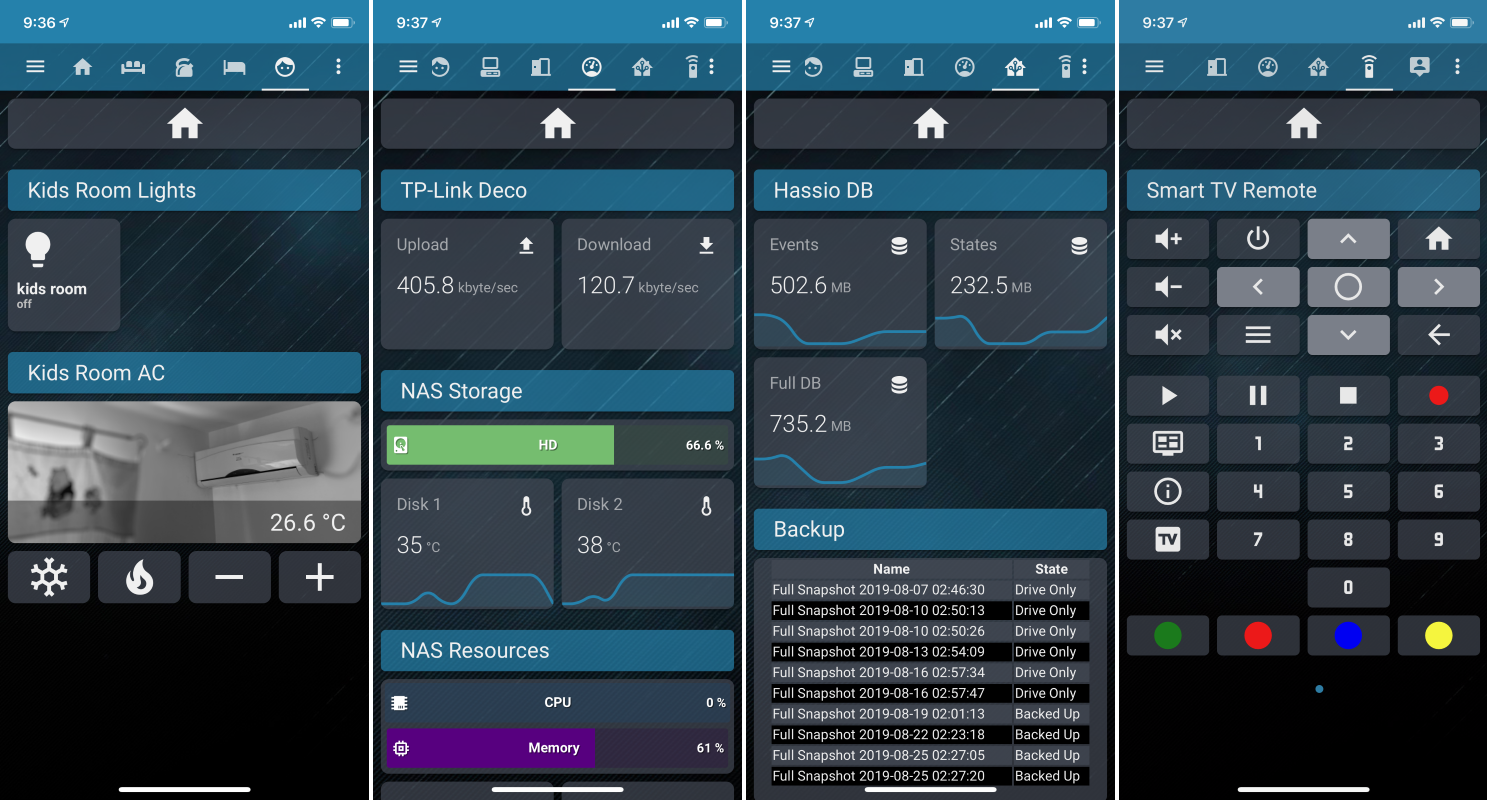 9:36
Kids Room Lights
kids room
off
Kids Room AC
26.6 °C
9:37
TP-Link Deco
Upload
405.8 kbyte/sec
Download
120.7 kbyte/sec
NAS Storage
HD 66.6 %
Disk 1
35 °C
Disk 2
38 °C
NAS Resources
CPU 0 %
Memory 61 %
9:37
Hassio DB
Events
502.6 MB
States
232.5 MB
Full DB
735.2 MB
Backup
Name State
Full Snapshot 2019-08-07 02:46:30 Drive Only
Full Snapshot 2019-08-10 02:50:13 Drive Only
Full Snapshot 2019-08-10 02:50:26 Drive Only
Full Snapshot 2019-08-13 02:54:09 Drive Only
Full Snapshot 2019-08-16 02:57:34 Drive Only
Full Snapshot 2019-08-16 02:57:47 Drive Only
Full Snapshot 2019-08-19 02:01:13 Backed Up
Full Snapshot 2019-08-22 02:23:18 Backed Up
Full Snapshot 2019-08-25 02:27:05 Backed Up
Full Snapshot 2019-08-25 02:27:20 Backed Up
9:37
Smart TV Remote
1 2 3
4 5 6
TV 7 8 9
0